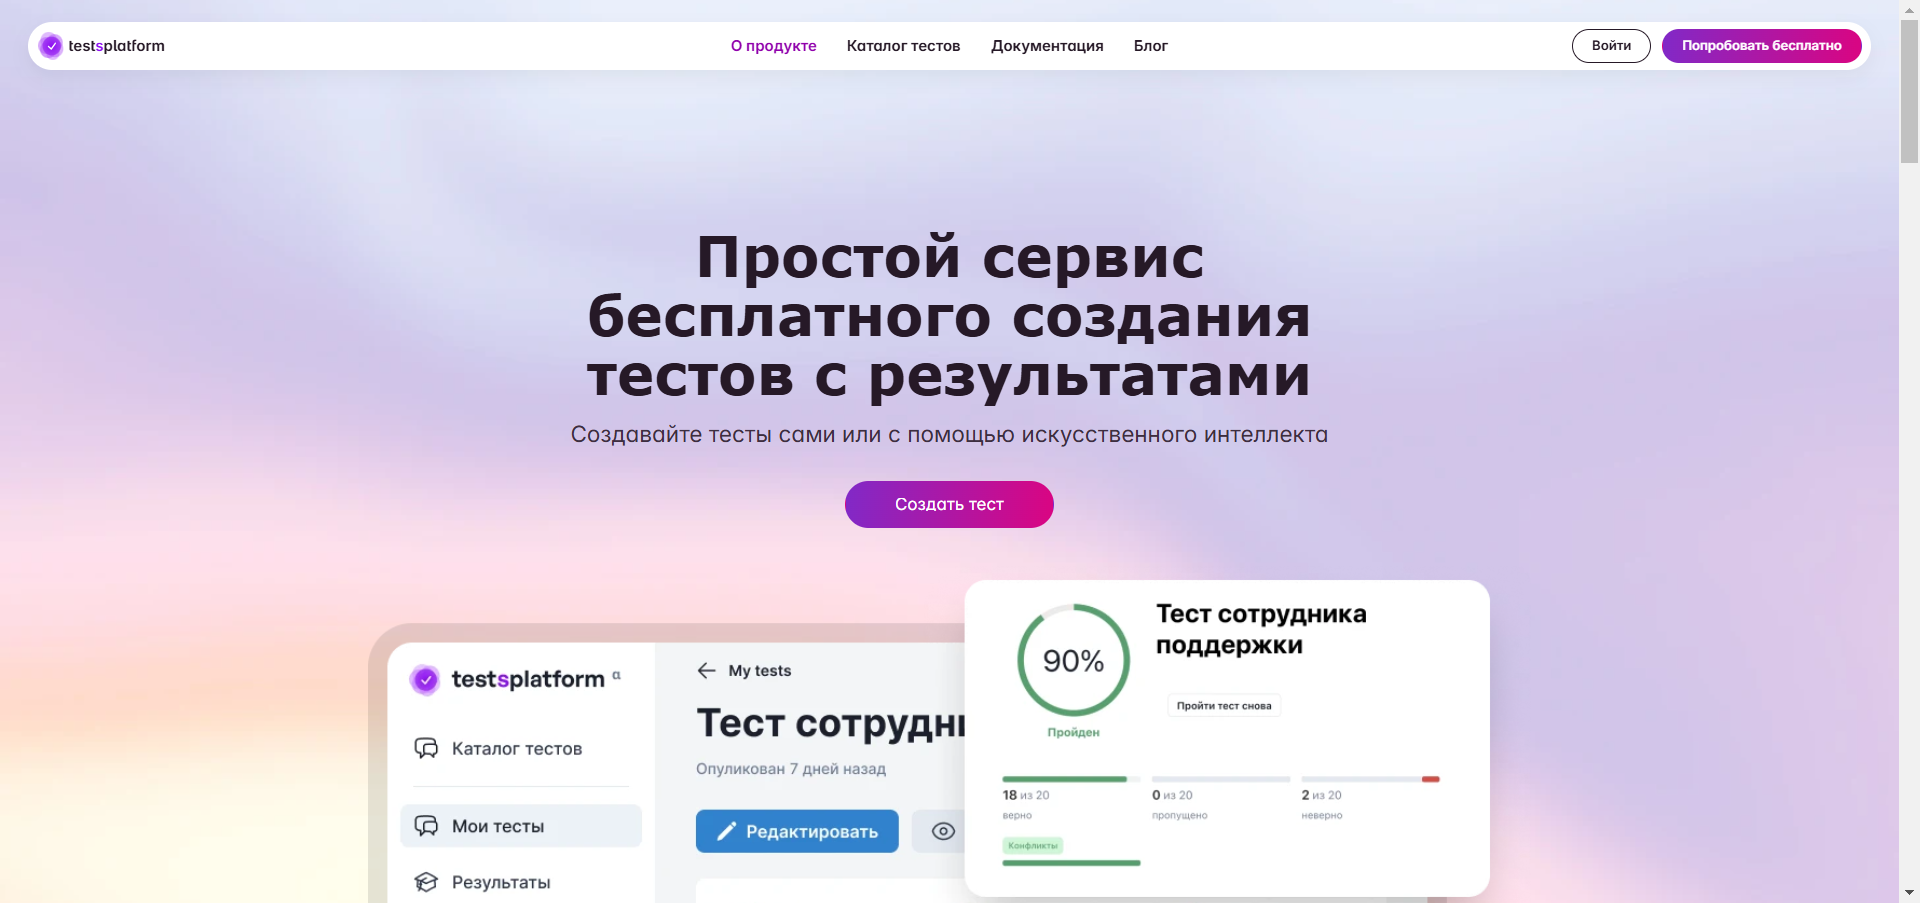 testsplatform
О продукте
Каталог тестов
Документация
Блог
Войти
Попробовать бесплатно
Простой сервис
бесплатного создания
тестов с результатами
Создавайте тесты сами или с помощью искусственного интеллекта
Создать тест
testsplatform α
Каталог тестов
Мои тесты
Результаты
My tests
Тест сотрудн
Опуликован 7 дней назад
Редактировать
90%
Пройден
Тест сотрудника
поддержки
Пройти тест снова
18 из 20
верно
0 из 20
пропущено
2 из 20
неверно
Конфликты